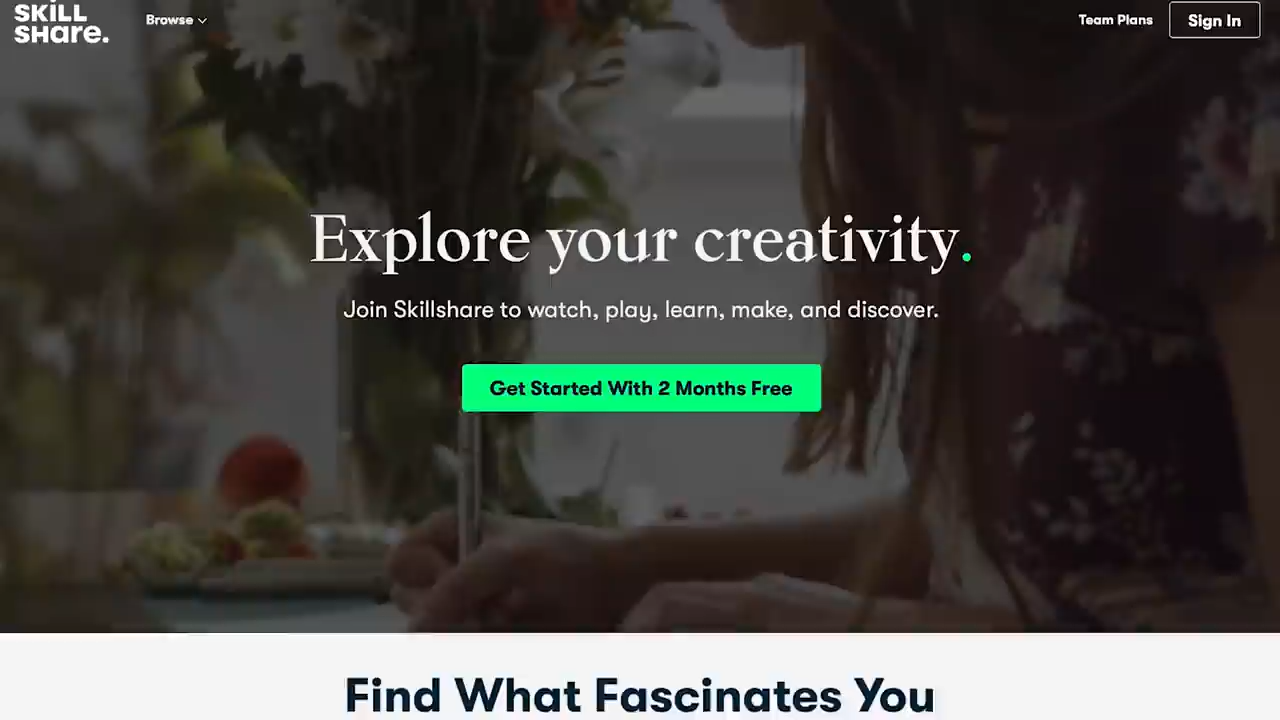 SKiLL
SHare.
Browse
Team Plans
Sign In
Explore your creativity.
Join Skillshare to watch, play, learn, make, and discover.
Get Started With 2 Months Free
Find What Fascinates You